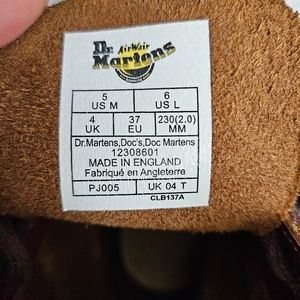 Dr. AirWair
Martens
5 6
US M US L
4 37 230(2.0)
UK EU MM
Dr.Martens,Doc's,Doc Martens
12308601
MADE IN ENGLAND
Fabriqué en Angleterre
PJ005 UK 04 T
CLB137A